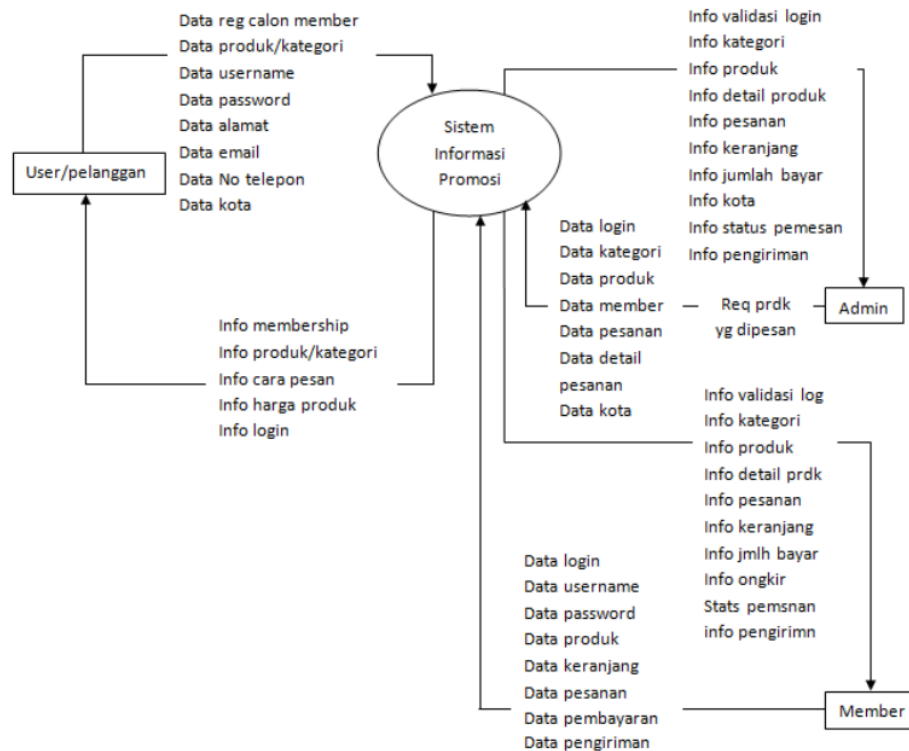 Data reg calon member
Data produk/kategori
Data username
Data password
Data alamat
Data email
Data No telepon
Data kota
User/pelanggan
Sistem
Informasi
Promosi
Info validasi login
Info kategori
Info produk
Info detail produk
Info pesanan
Info keranjang
Info jumlah bayar
Info kota
Info status pemesan
Info pengiriman
Data login
Data kategori
Data produk
Data member
Data pesanan
Data detail
pesanan
Data kota
Req prdk
yg dipesan
Admin
Info membership
Info produk/kategori
Info cara pesan
Info harga produk
Info login
Info validasi log
Info kategori
Info produk
Info detail prdk
Info pesanan
Info keranjang
Info jmlh bayar
Info ongkir
Stats pemsnan
info pengirimn
Data login
Data username
Data password
Data produk
Data keranjang
Data pesanan
Data pembayaran
Data pengiriman
Member